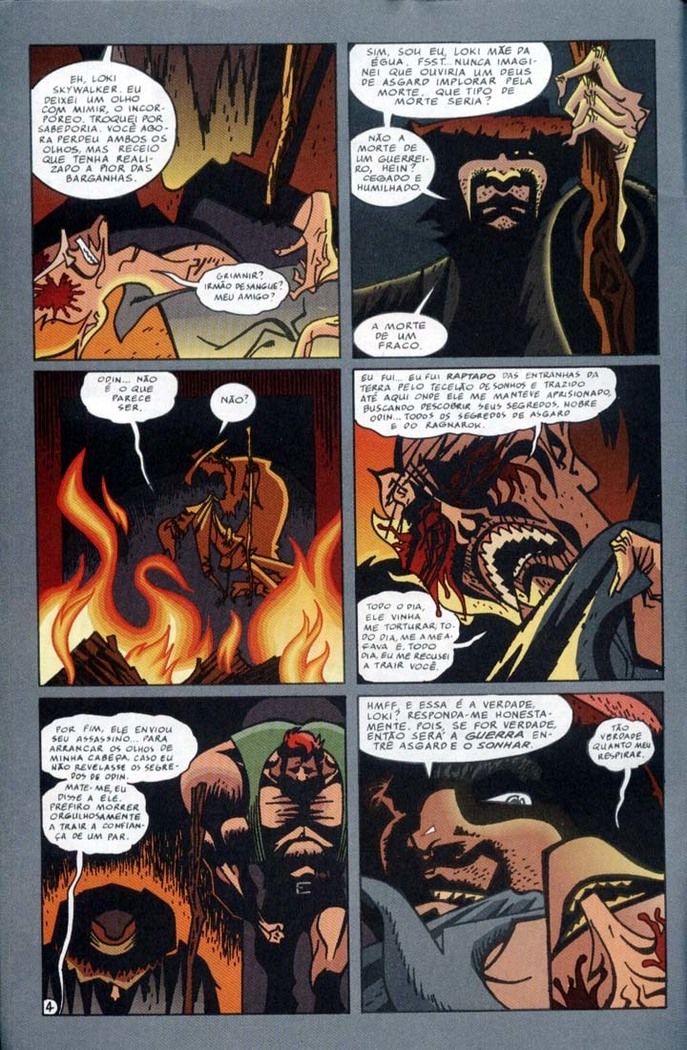 EH, LOKI
SKYWALKER. EU
DEIXEI UM OLHO
COM MIMIR, O INCOR-
PÓREO. TROQUEI POR
SABEDORIA. VOCÊ AGO-
RA PERDEU AMBOS OS
OLHOS, MAS RECEIO
QUE TENHA REALI-
ZADO A PIOR DAS
BARGANHAS.
GRIMNIR?
IRMÃO DE SANGUE?
MEU AMIGO?
SIM, SOU EU, LOKI MÃE DA
ÉGUA. FSST... NUNCA IMAGI-
NEI QUE OUVIRIA UM DEUS
DE ASGARD IMPLORAR PELA
MORTE. QUE TIPO DE
MORTE SERIA?
NÃO A
MORTE DE
UM GUERREI-
RO, HEIN?
CEGADO E
HUMILHADO.
A MORTE
DE UM
FRACO.
ODIN... NÃO
É O QUE
PARECE
SER.
NÃO?
EU FUI... EU FUI RAPTADO DAS ENTRANHAS DA
TERRA PELO TECELÃO DE SONHOS E TRAZIDO
ATÉ AQUI ONDE ELE ME MANTEVE APRISIONADO,
BUSCANDO DESCOBRIR SEUS SEGREDOS, NOBRE
ODIN... TODOS OS SEGREDOS DE ASGARD
E DO RAGNAROK.
TODO O DIA,
ELE VINHA
ME TORTURAR, TO-
DO DIA, ME AMEA-
ÇAVA E, TODO
DIA, EU ME RECUSEI
A TRAIR VOCÊ.
POR FIM, ELE ENVIOU
SEU ASSASSINO... PARA
ARRANCAR OS OLHOS DE
MINHA CABEÇA, CASO EU
NÃO REVELASSE OS SEGRE-
DOS DE ODIN.
MATE-ME, EU
DISSE A ELE.
PREFIRO MORRER
ORGULHOSAMENTE
A TRAIR A CONFIAN-
ÇA DE UM PAR.
4
HMFF, E ESSA É A VERDADE,
LOKI? RESPONDA-ME HONESTA-
MENTE. POIS, SE FOR VERDADE,
ENTÃO SERÁ A GUERRA EN-
TRE ASGARD E O SONHAR.
TÃO
VERDADE
QUANTO MEU
RESPIRAR.